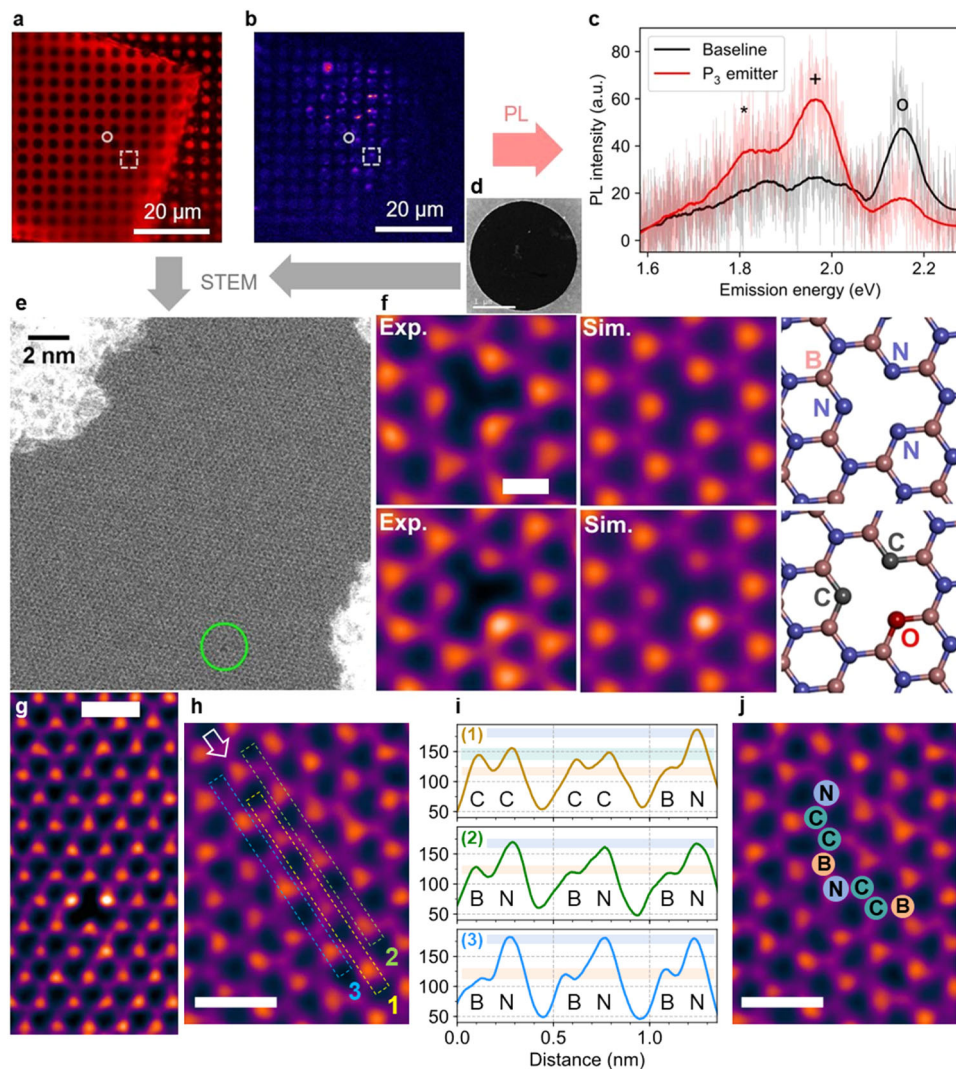 a
b
c
20 µm
20 µm
PL
d
1 µm
Baseline
P3 emitter
*
+
o
80
60
40
20
0
PL intensity (a.u.)
1.6
1.8
2.0
2.2
Emission energy (eV)
STEM
e
2 nm
f
Exp.
Sim.
B
N
N
N
Exp.
Sim.
C
C
O
g
h
2
3
1
i
(1)
150
100
50
C C C C B N
(2)
150
100
50
B N B N B N
(3)
150
100
50
B N B N B N
0.0 0.5 1.0
Distance (nm)
j
N
C
C
B
N C
C B